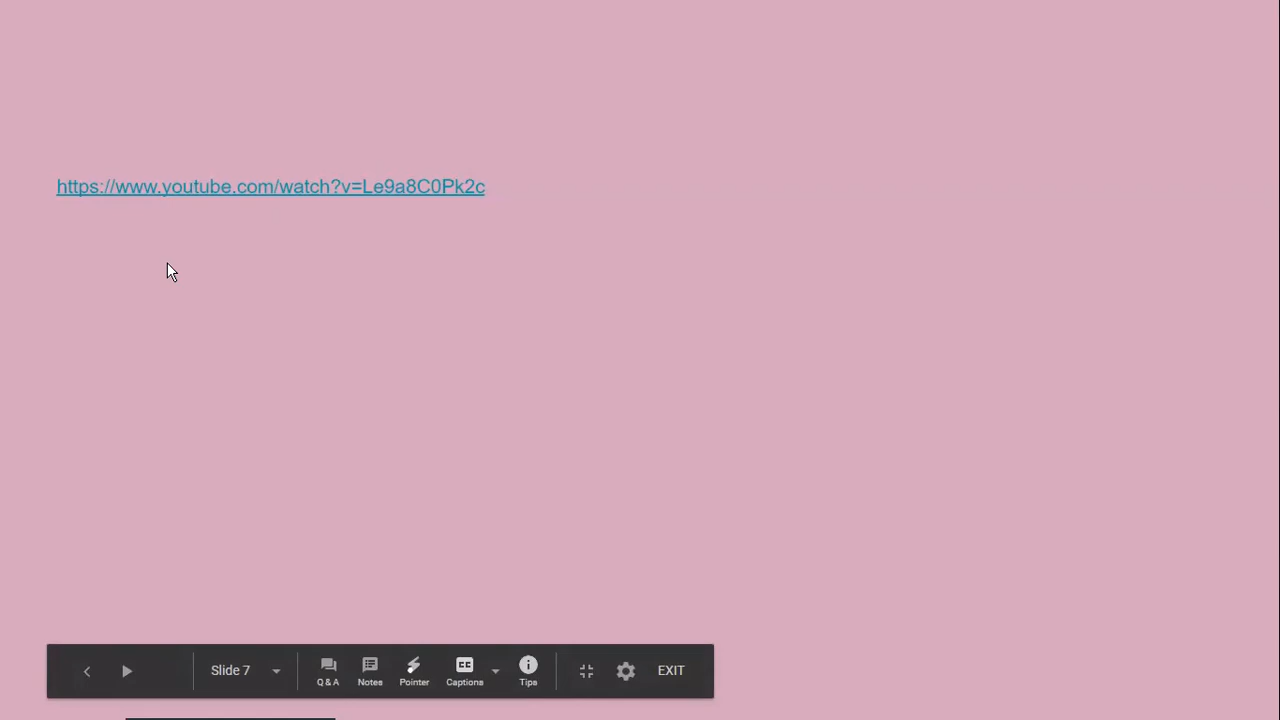 https://www.youtube.com/watch?v=Le9a8C0Pk2c
Slide 7
Q & A
Notes
Pointer
Captions
Tips
EXIT